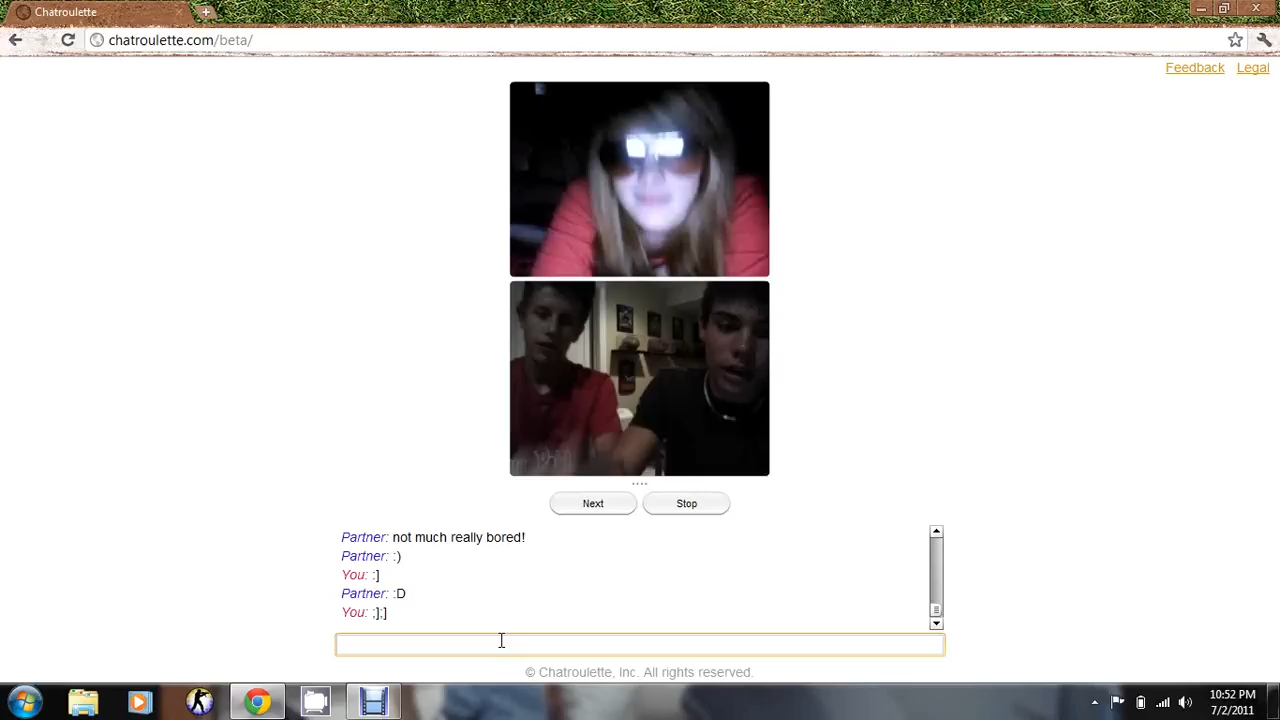 Chatroulette
chatroulette.com/beta/
Feedback Legal
Next Stop
Partner: not much really bored!
Partner: :)
You: :]
Partner: :D
You: ;];]
© Chatroulette, Inc. All rights reserved.
10:52 PM
7/2/2011